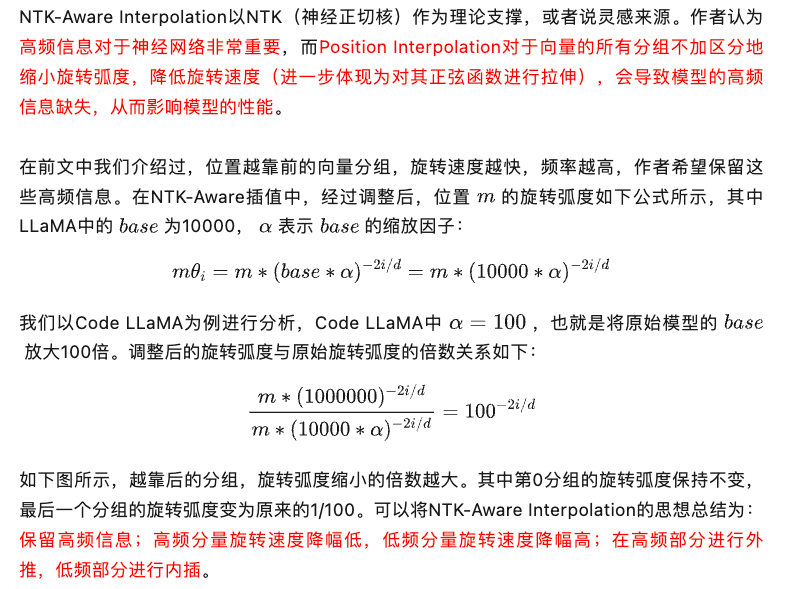 NTK-Aware Interpolation以NTK（神经正切核）作为理论支撑，或者说灵感来源。作者认为
高频信息对于神经网络非常重要，而Position Interpolation对于向量的所有分组不加区分地
缩小旋转弧度，降低旋转速度（进一步体现为对其正弦函数进行拉伸），会导致模型的高频
信息缺失，从而影响模型的性能。
在前文中我们介绍过，位置越靠前的向量分组，旋转速度越快，频率越高，作者希望保留这
些高频信息。在NTK-Aware插值中，经过调整后，位置 m 的旋转弧度如下公式所示，其中
LLaMA中的 base 为10000， α 表示 base 的缩放因子：
mθ_i = m * (base * α)^{-2i/d} = m * (10000 * α)^{-2i/d}
我们以Code LLaMA为例进行分析，Code LLaMA中 α = 100 ，也就是将原始模型的 base
放大100倍。调整后的旋转弧度与原始旋转弧度的倍数关系如下：
m * (1000000)^{-2i/d}
m * (10000 * α)^{-2i/d} = 100^{-2i/d}
如下图所示，越靠后的分组，旋转弧度缩小的倍数越大。其中第0分组的旋转弧度保持不变，
最后一个分组的旋转弧度变为原来的1/100。可以将NTK-Aware Interpolation的思想总结为：
保留高频信息；高频分量旋转速度降幅低，低频分量旋转速度降幅高；在高频部分进行外
推，低频部分进行内插。